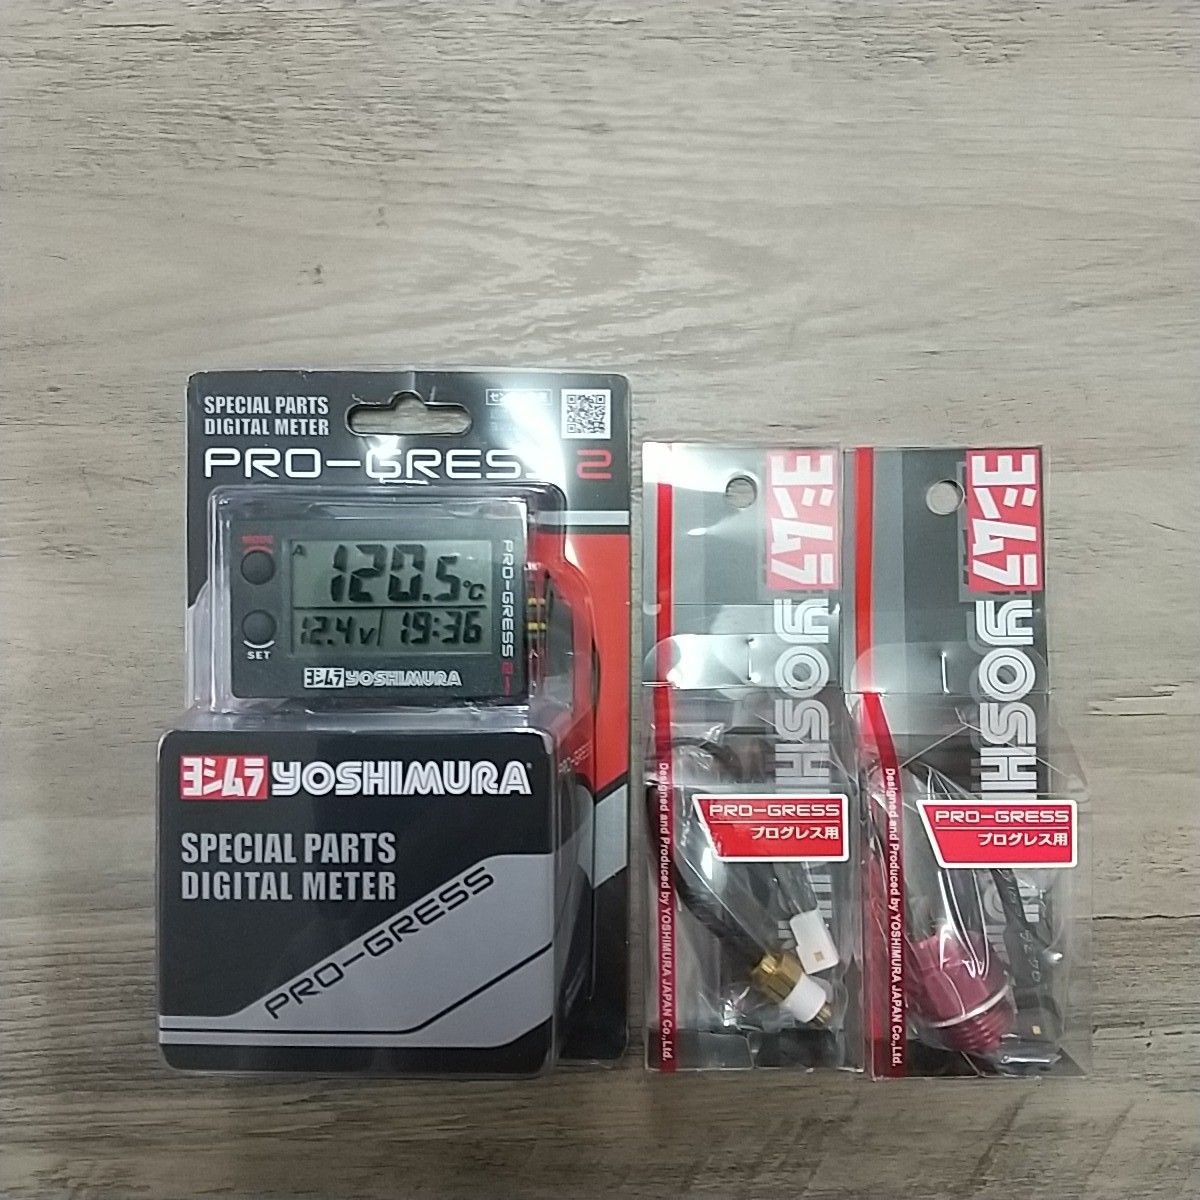 SPECIAL PARTS
DIGITAL METER
PRO-GRESS 2
MODE
A
120.5℃
12.4V
19:36
SET
PRO-GRESS 2
ヨシムラ YOSHIMURA
ヨシムラ YOSHIMURA
SPECIAL PARTS
DIGITAL METER
PRO-GRESS
ヨシムラ
PRO-GRESS
プログレス用
Designed and Produced by YOSHIMURA JAPAN Co.,Ltd.
ヨシムラ
PRO-GRESS
プログレス用
Designed and Produced by YOSHIMURA JAPAN Co.,Ltd.